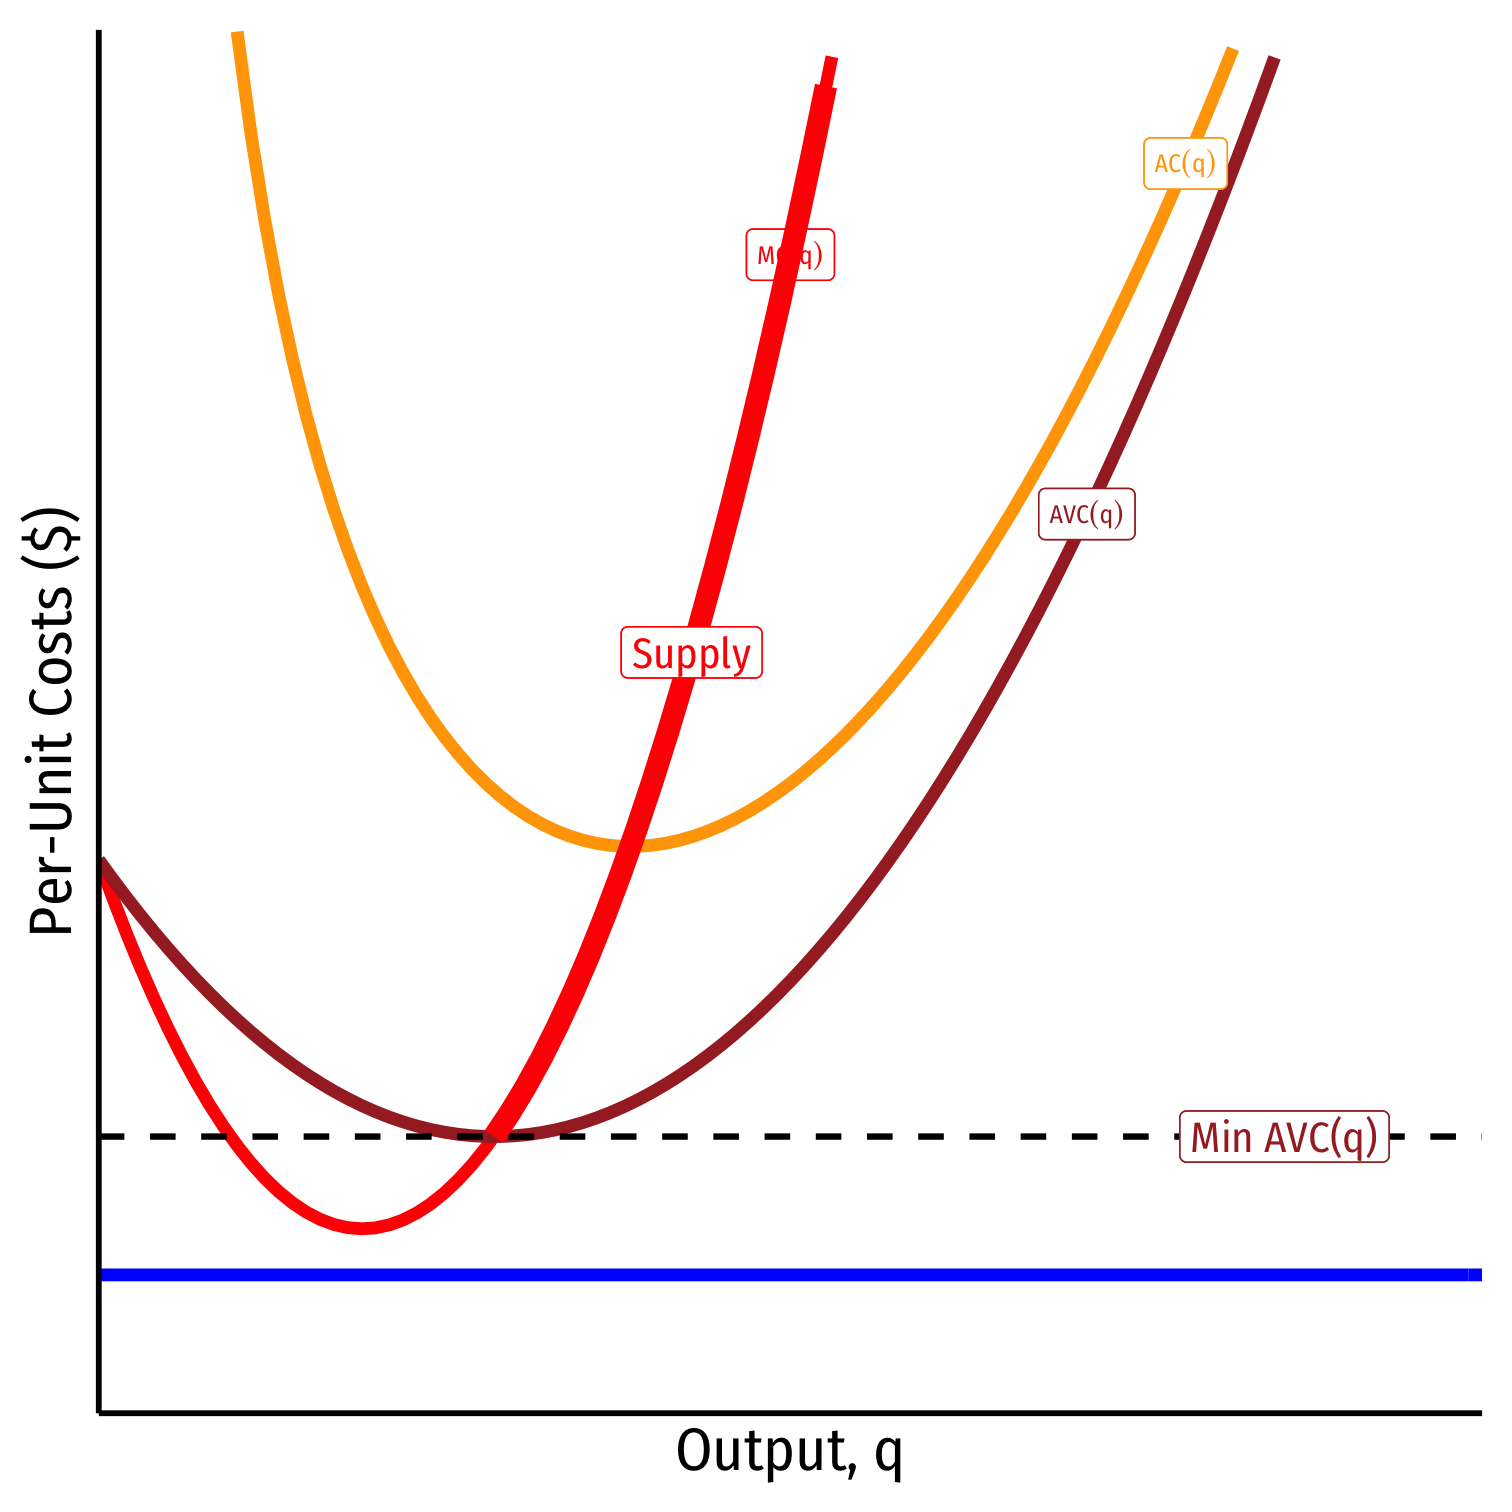 AC(q)
M q)
AVC(q)
Supply
Min AVC(q)
Per-Unit Costs ($)
Output, q